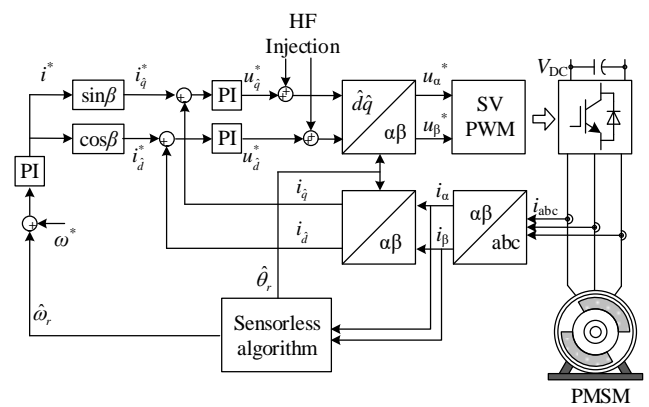 HF
Injection
i*
sinβ
i_q̂*
PI
u_q̂*
d̂q̂
αβ
u_α*
u_β*
SV
PWM
V_DC
cosβ
i_d̂*
PI
u_d̂*
PI
ω*
i_q̂
i_d̂
αβ
i_α
i_β
αβ
abc
i_abc
θ̂_r
ω̂_r
Sensorless
algorithm
PMSM